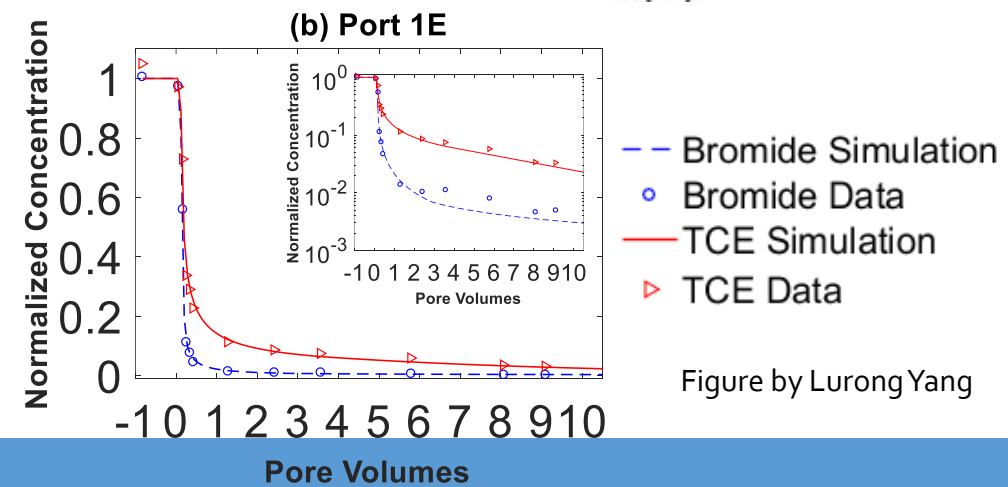 (b) Port 1E
Normalized Concentration
1
0.8
0.6
0.4
0.2
0
-1 0 1 2 3 4 5 6 7 8 9 10
Pore Volumes
Normalized Concentration
10^0
10^-1
10^-2
10^-3
-1 0 1 2 3 4 5 6 7 8 9 10
Pore Volumes
Bromide Simulation
Bromide Data
TCE Simulation
TCE Data
Figure by Lurong Yang